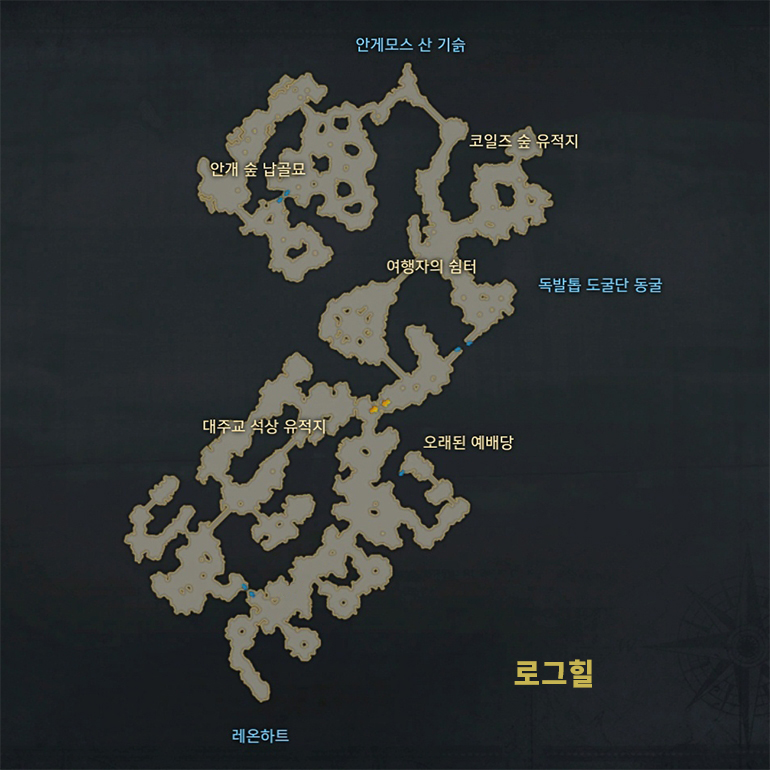 안게모스 산 기슭
코일즈 숲 유적지
안개 숲 납골묘
여행자의 쉼터
독발톱 도굴단 동굴
대주교 석상 유적지
오래된 예배당
로그힐
레온하트